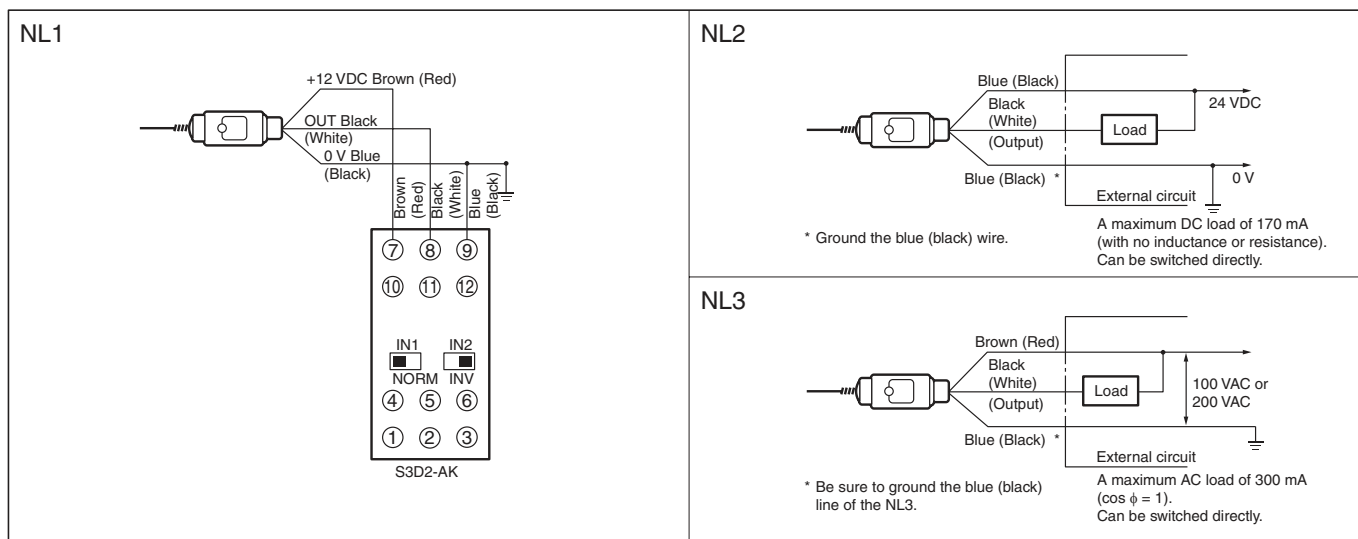 NL1
+12 VDC Brown (Red)
OUT Black
(White)
0 V Blue
(Black)
Brown
(Red)
Black
(White)
Blue
(Black)
7 8 9
10 11 12
IN1 IN2
NORM INV
4 5 6
1 2 3
S3D2-AK
NL2
Blue (Black)
Black
(White)
(Output)
Load
24 VDC
Blue (Black) *
0 V
External circuit
* Ground the blue (black) wire.
A maximum DC load of 170 mA
(with no inductance or resistance).
Can be switched directly.
NL3
Brown (Red)
Black
(White)
(Output)
Load
100 VAC or
200 VAC
Blue (Black) *
External circuit
* Be sure to ground the blue (black)
line of the NL3.
A maximum AC load of 300 mA
(cos ϕ = 1).
Can be switched directly.